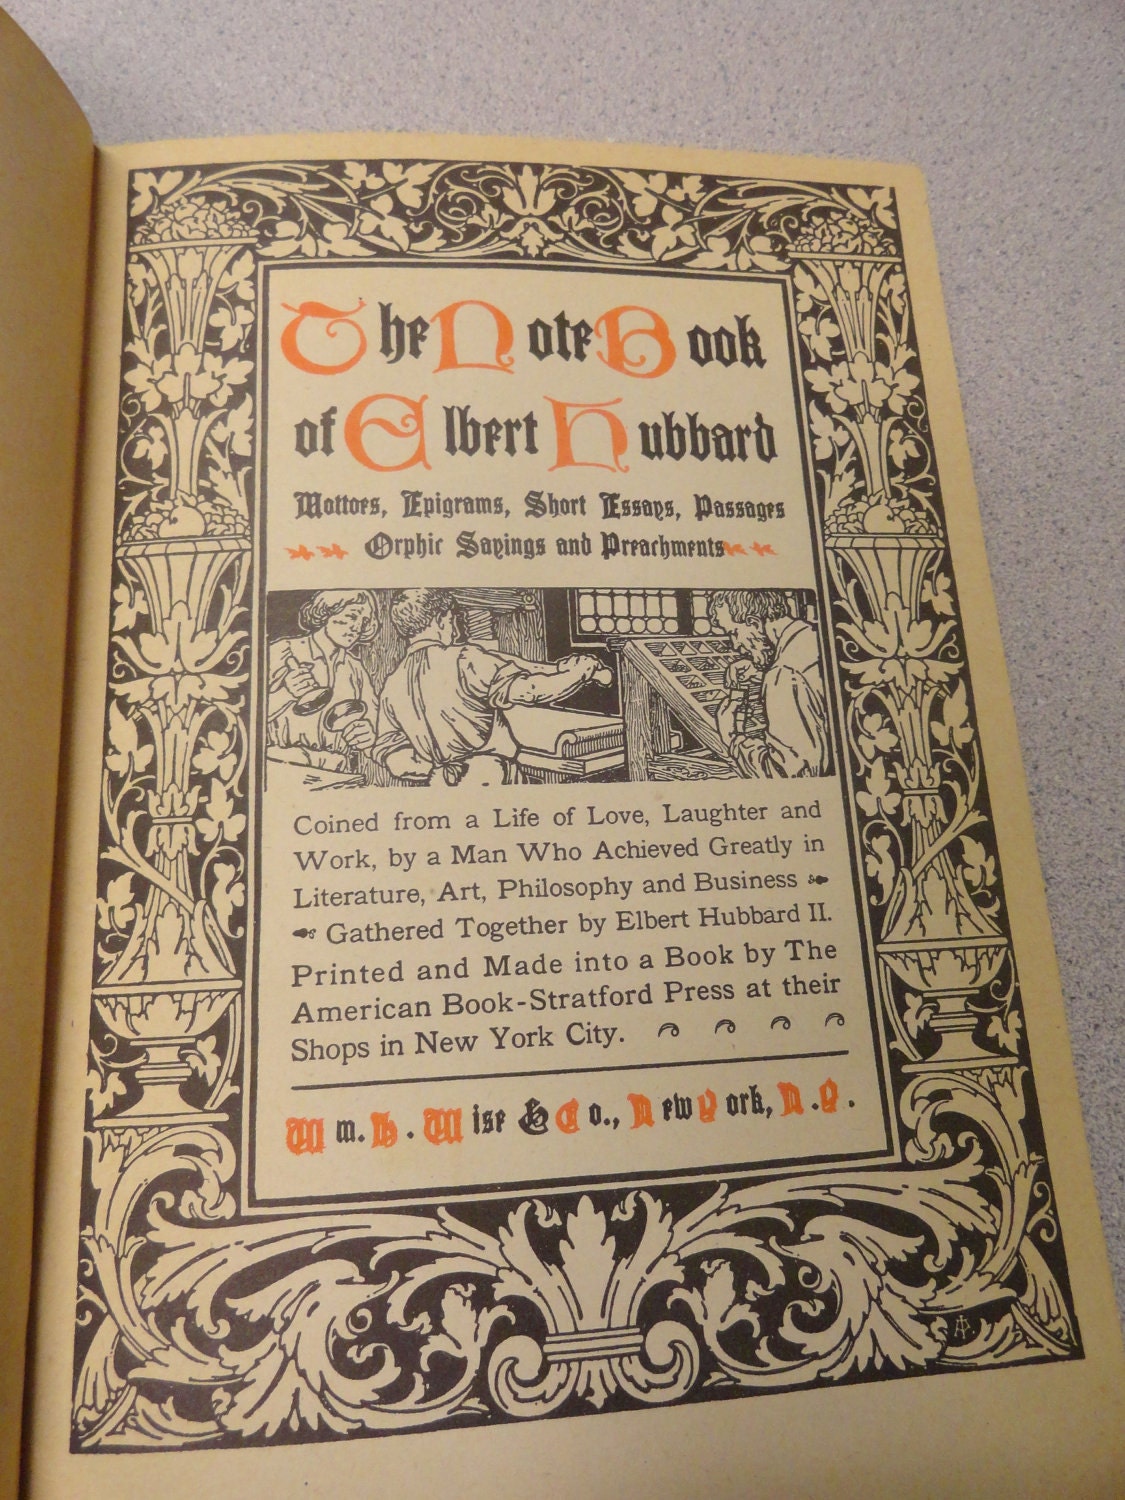 The Note Book
of Elbert Hubbard
Mottoes, Epigrams, Short Essays, Passages
Orphic Sayings and Preachments
Coined from a Life of Love, Laughter and
Work, by a Man Who Achieved Greatly in
Literature, Art, Philosophy and Business
Gathered Together by Elbert Hubbard II.
Printed and Made into a Book by The
American Book-Stratford Press at their
Shops in New York City.
Wm. H. Wise & Co., New York, N. Y.